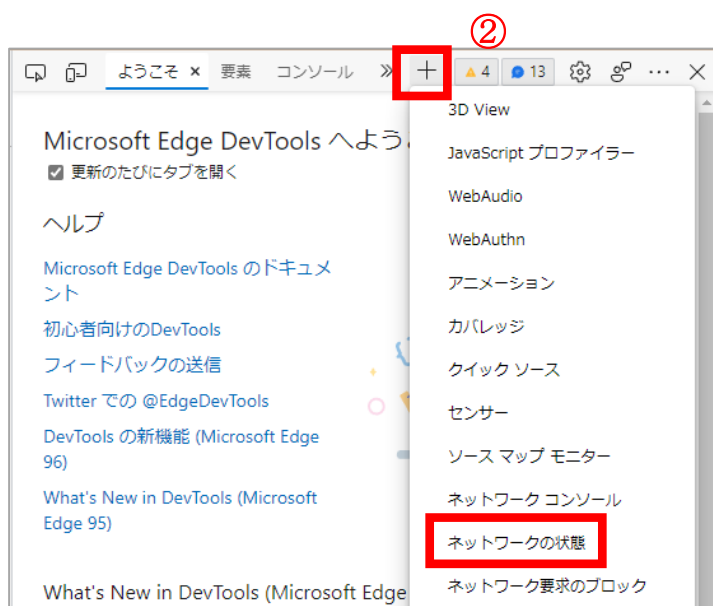 ②
ようこそ × 要素 コンソール » + 4 13 … ×
Microsoft Edge DevTools へよう
更新のたびにタブを開く
ヘルプ
Microsoft Edge DevTools のドキュメ
ント
初心者向けのDevTools
フィードバックの送信
Twitter での @EdgeDevTools
DevTools の新機能 (Microsoft Edge
96)
What's New in DevTools (Microsoft
Edge 95)
What's New in DevTools (Microsoft Edge
3D View
JavaScript プロファイラー
WebAudio
WebAuthn
アニメーション
カバレッジ
クイック ソース
センサー
ソース マップ モニター
ネットワーク コンソール
ネットワークの状態
ネットワーク要求のブロック